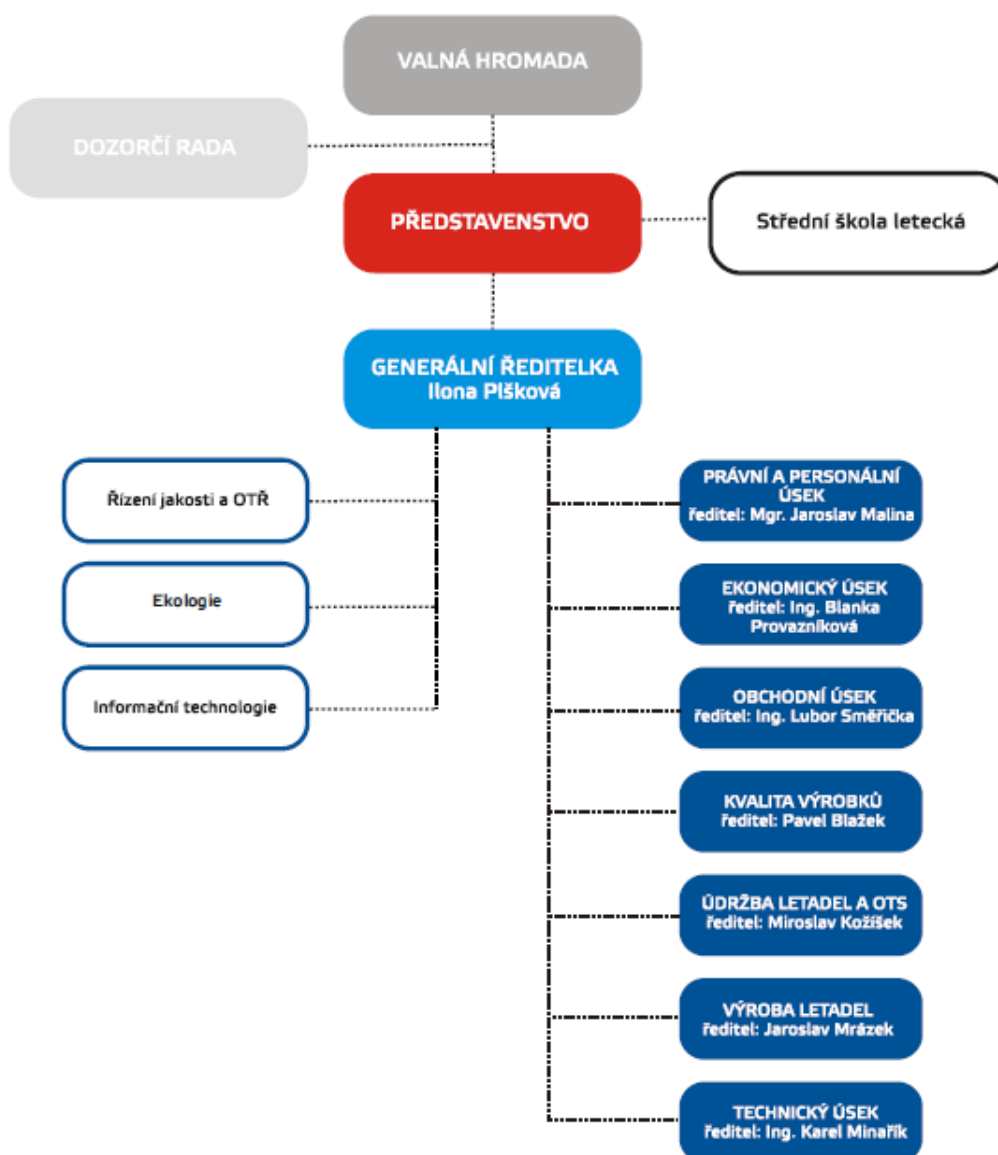 VALNÁ HROMADA
DOZORČÍ RADA
PŘEDSTAVENSTVO
Střední škola letecká
GENERÁLNÍ ŘEDITELKA
Ilona Plšková
Řízení jakosti a OTŘ
Ekologie
Informační technologie
PRÁVNÍ A PERSONÁLNÍ
ÚSEK
ředitel: Mgr. Jaroslav Malina
EKONOMICKÝ ÚSEK
ředitel: Ing. Blanka
Provazníková
OBCHODNÍ ÚSEK
ředitel: Ing. Lubor Směřička
KVALITA VÝROBKŮ
ředitel: Pavel Blažek
ÚDRŽBA LETADEL A OTS
ředitel: Miroslav Kožíšek
VÝROBA LETADEL
ředitel: Jaroslav Mrázek
TECHNICKÝ ÚSEK
ředitel: Ing. Karel Minařík